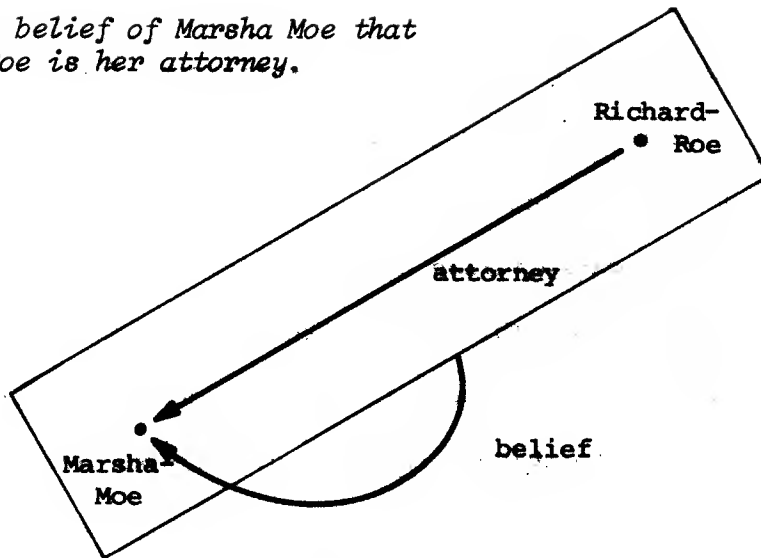 belief of Marsha Moe that
oe is her attorney.
Richard-
Roe
attorney
belief
Marsha-
Moe